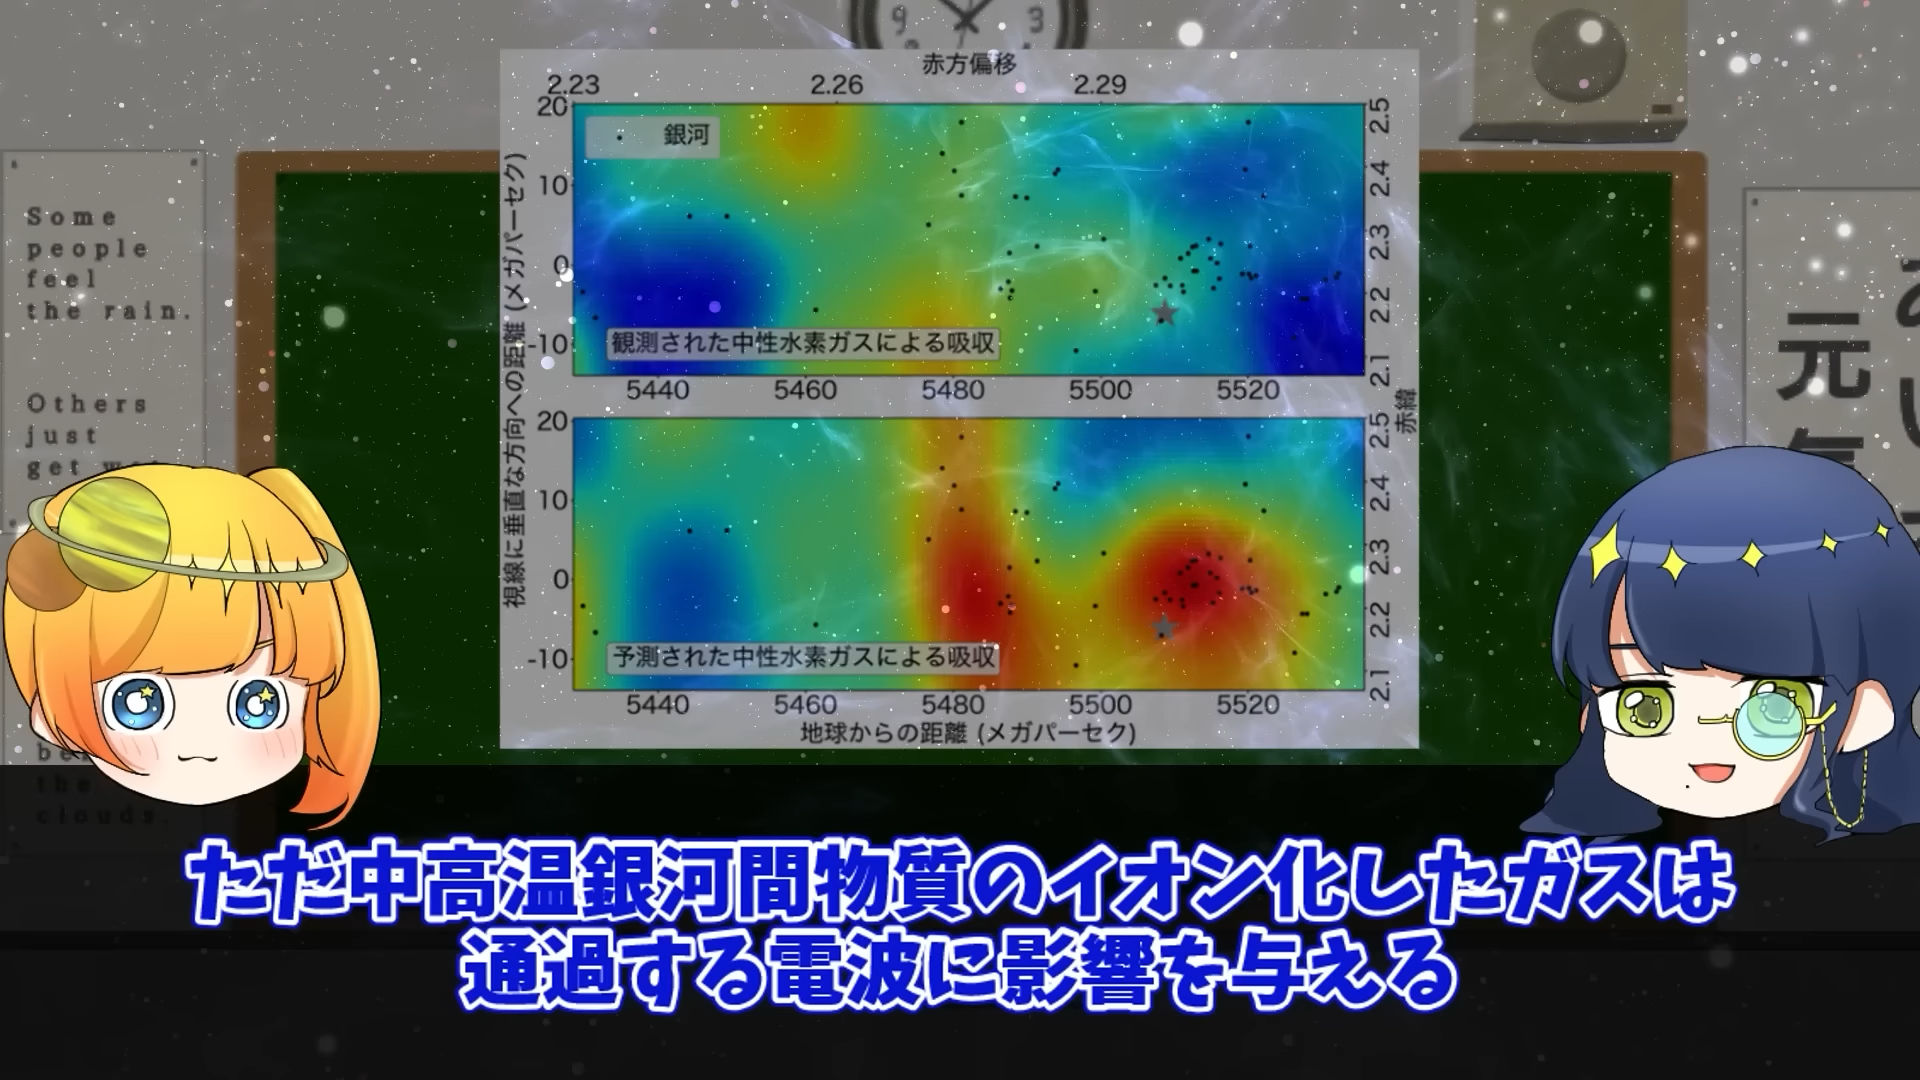 9
3
赤方偏移
2.23 2.26 2.29
20
10
0
-10
銀河
観測された中性水素ガスによる吸収
2.5
2.4
2.3
2.2
2.1
5440 5460 5480 5500 5520
視線に垂直な方向への距離 (メガパーセク)
赤緯
20
10
0
-10
予測された中性水素ガスによる吸収
2.5
2.4
2.3
2.2
2.1
5440 5460 5480 5500 5520
地球からの距離 (メガパーセク)
Some
people
feel
the rain.
Others
just
get
the
clouds.
元
ただ中高温銀河間物質のイオン化したガスは
通過する電波に影響を与える